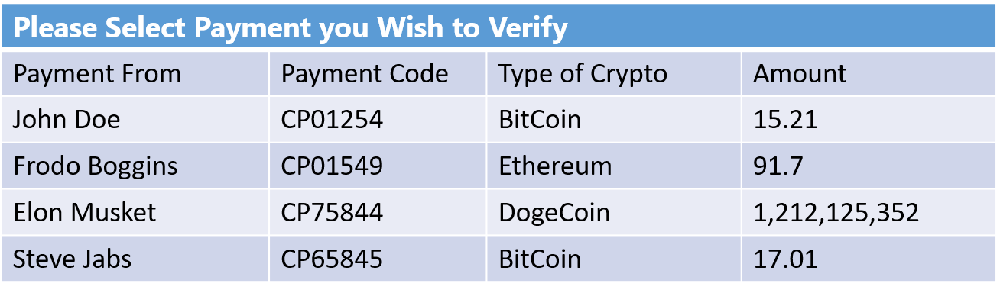 Please Select Payment you Wish to Verify
Payment From Payment Code Type of Crypto Amount
John Doe CP01254 BitCoin 15.21
Frodo Boggins CP01549 Ethereum 91.7
Elon Musket CP75844 DogeCoin 1,212,125,352
Steve Jabs CP65845 BitCoin 17.01